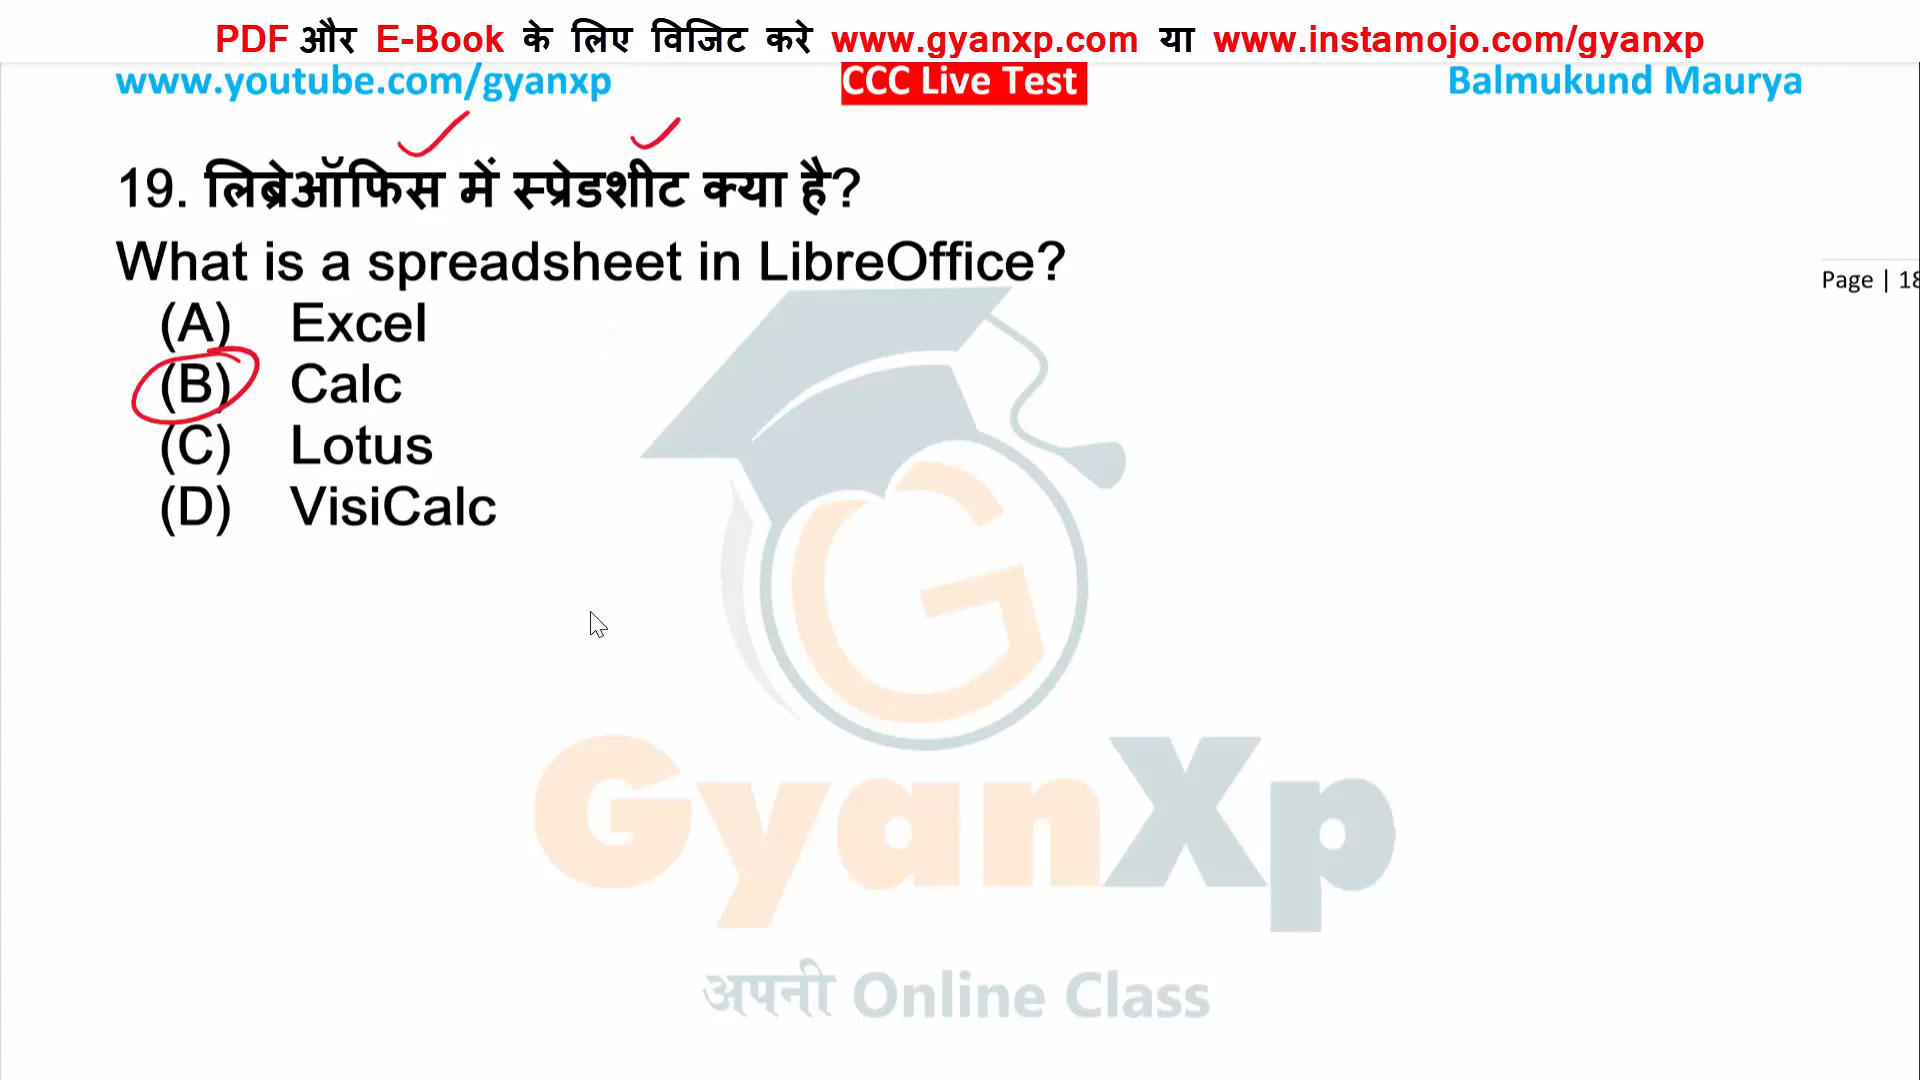 PDF और E-Book के लिए विजिट करे www.gyanxp.com या www.instamojo.com/gyanxp
www.youtube.com/gyanxp CCC Live Test Balmukund Maurya
19. लिब्रेऑफिस में स्प्रेडशीट क्या है?
What is a spreadsheet in LibreOffice?
Page | 18
(A) Excel
(B) Calc
(C) Lotus
(D) VisiCalc
G
GyanXp
अपनी Online Class